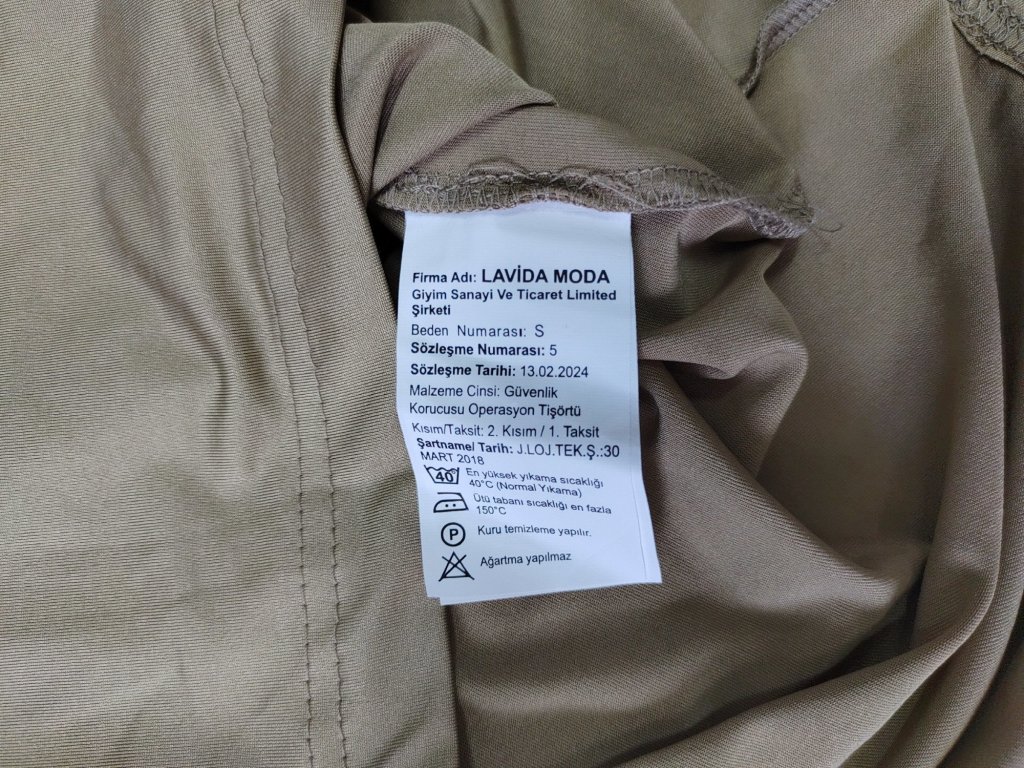 Firma Adı: LAVİDA MODA
Giyim Sanayi Ve Ticaret Limited
Şirketi
Beden Numarası: S
Sözleşme Numarası: 5
Sözleşme Tarihi: 13.02.2024
Malzeme Cinsi: Güvenlik
Korucusu Operasyon Tişörtü
Kısım/Taksit: 2. Kısım / 1. Taksit
Şartname/ Tarih: J.LOJ.TEK.Ş.:30
MART 2018
40 En yüksek yıkama sıcaklığı
40°C (Normal Yıkama)
Ütü tabanı sıcaklığı en fazla
150°C
P Kuru temizleme yapılır.
Ağartma yapılmaz